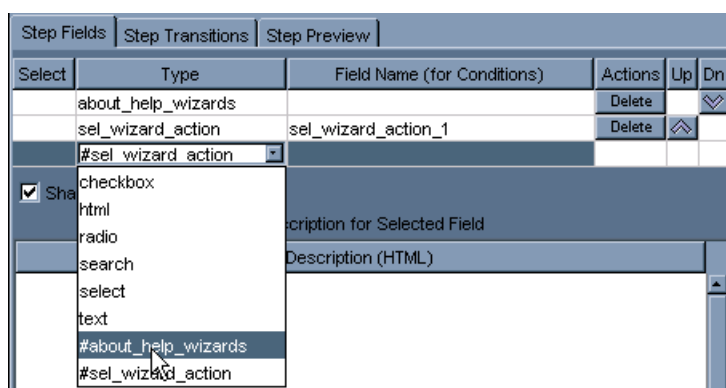 Step Fields Step Transitions Step Preview
Select Type Field Name (for Conditions) Actions Up Dn
about_help_wizards Delete
sel_wizard_action sel_wizard_action_1 Delete
#sel_wizard_action
checkbox
Sha
html
radio cription for Selected Field
search Description (HTML)
select
text
#about_help_wizards
#sel_wizard_action